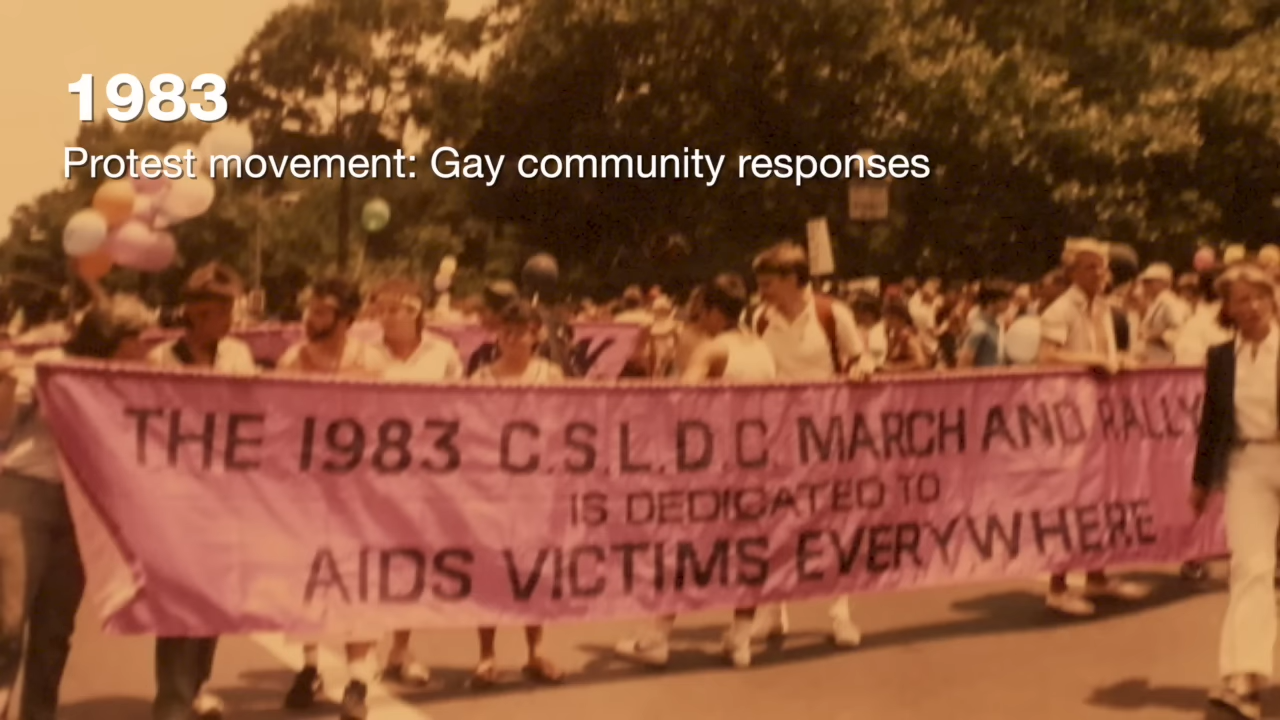 1983
Protest movement: Gay community responses
THE 1983 C.S.L.D.C. MARCH AND RALLY
IS DEDICATED TO
AIDS VICTIMS EVERYWHERE